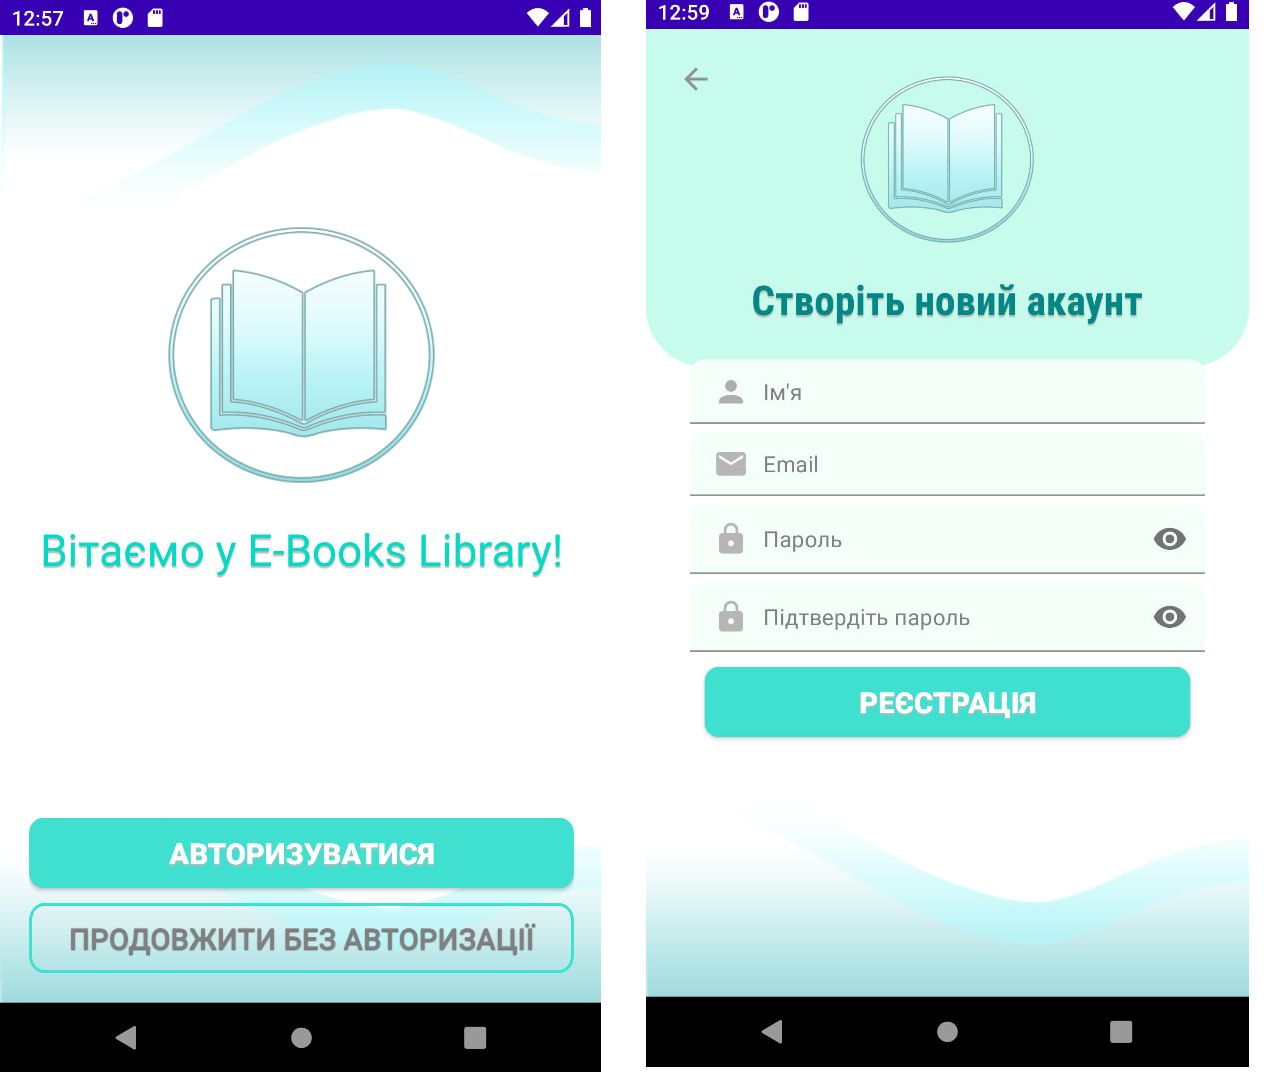 12:57
Вітаємо у E-Books Library!
АВТОРИЗУВАТИСЯ
ПРОДОВЖИТИ БЕЗ АВТОРИЗАЦІЇ
12:59
Створіть новий акаунт
Ім'я
Email
Пароль
Підтвердіть пароль
РЕЄСТРАЦІЯ